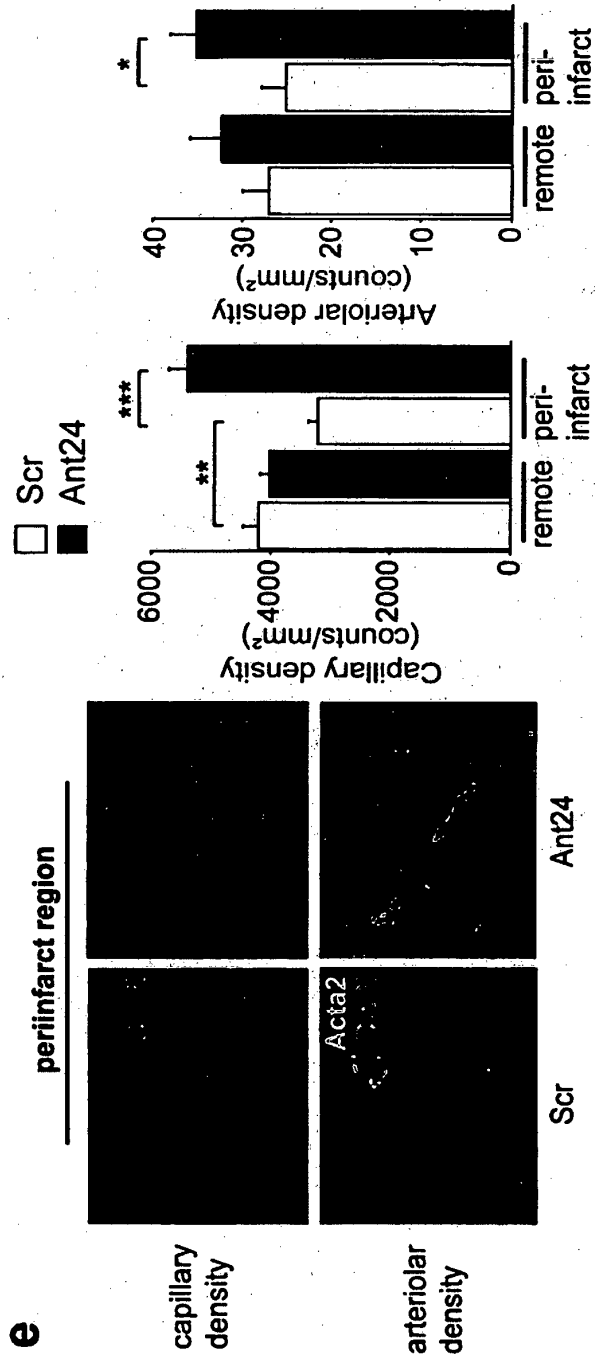 e
periinfarct region
capillary
density
arteriolar
density
Acta2
Scr
Ant24
Scr
Ant24
Capillary density
(counts/mm²)
6000
4000
2000
0
**
***
remote
peri-
infarct
Arteriolar density
(counts/mm²)
40
30
20
10
0
*
remote
peri-
infarct